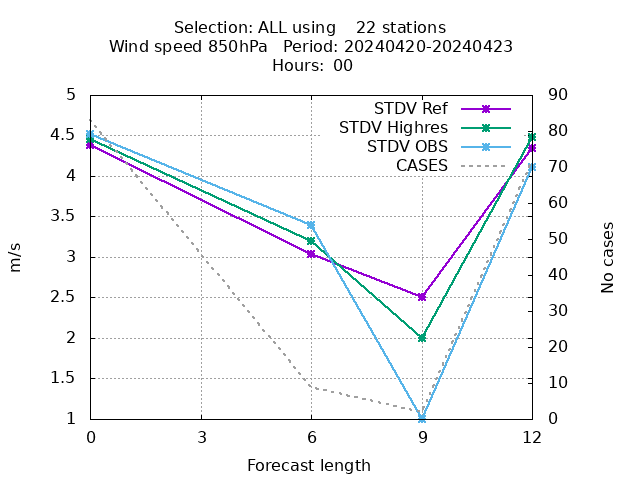 Selection: ALL using    22 stations
Wind speed 850hPa   Period: 20240420-20240423
Hours:  00
5
4.5
4
3.5
3
2.5
2
1.5
1
m/s
STDV Ref
STDV Highres
STDV OBS
CASES
90
80
70
60
50
40
30
20
10
0
No cases
0
3
6
9
12
Forecast length